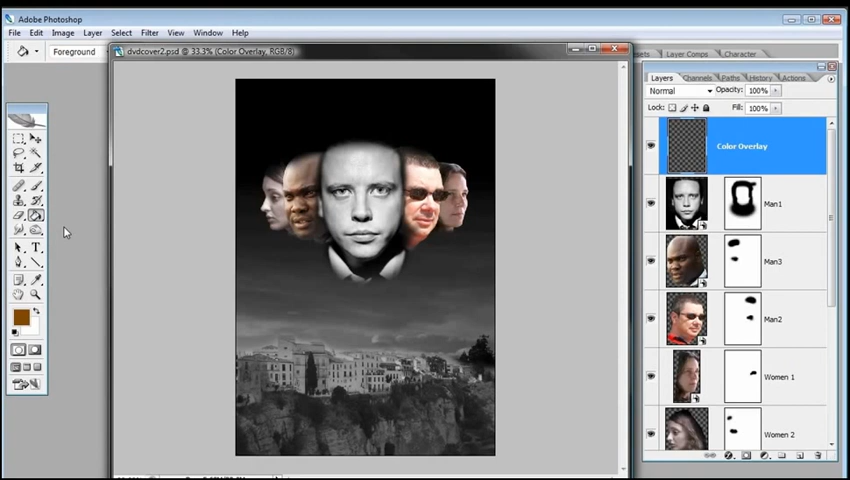 Adobe Photoshop
File Edit Image Layer Select Filter View Window Help
Foreground
Layer Comps Character
dvdcover2.psd @ 33.3% (Color Overlay, RGB/8)
Layers Channels Paths History Actions
Normal Opacity: 100%
Lock: Fill: 100%
Color Overlay
Man1
Man3
Man2
Women 1
Women 2